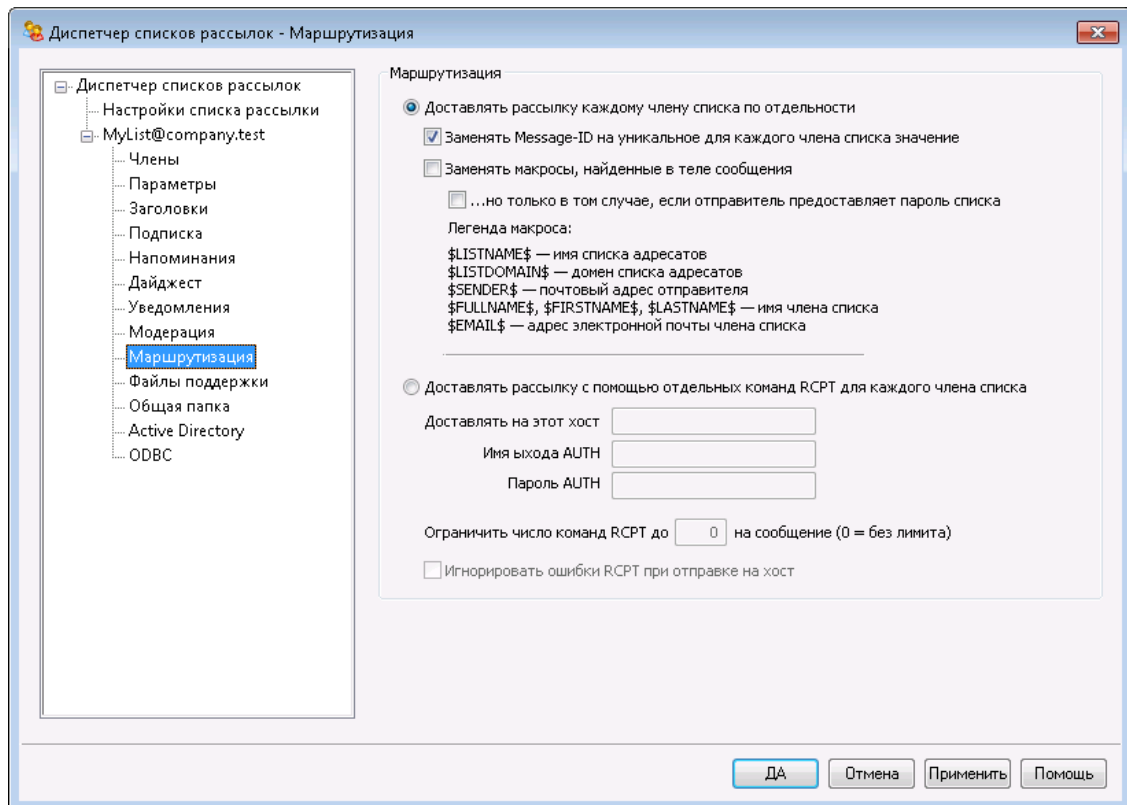 Диспетчер списков рассылок - Маршрутизация
Диспетчер списков рассылок
Настройки списка рассылки
MyList@company.test
Члены
Параметры
Заголовки
Подписка
Напоминания
Дайджест
Уведомления
Модерация
Маршрутизация
Файлы поддержки
Общая папка
Active Directory
ODBC
Маршрутизация
Доставлять рассылку каждому члену списка по отдельности
Заменять Message-ID на уникальное для каждого члена списка значение
Заменять макросы, найденные в теле сообщения
...но только в том случае, если отправитель предоставляет пароль списка
Легенда макроса:
$LISTNAME$ — имя списка адресатов
$LISTDOMAIN$ — домен списка адресатов
$SENDER$ — почтовый адрес отправителя
$FULLNAME$, $FIRSTNAME$, $LASTNAME$ — имя члена списка
$EMAIL$ — адрес электронной почты члена списка
Доставлять рассылку с помощью отдельных команд RCPT для каждого члена списка
Доставлять на этот хост
Имя ыхода AUTH
Пароль AUTH
Ограничить число команд RCPT до 0 на сообщение (0 = без лимита)
Игнорировать ошибки RCPT при отправке на хост
ДА
Отмена
Применить
Помощь